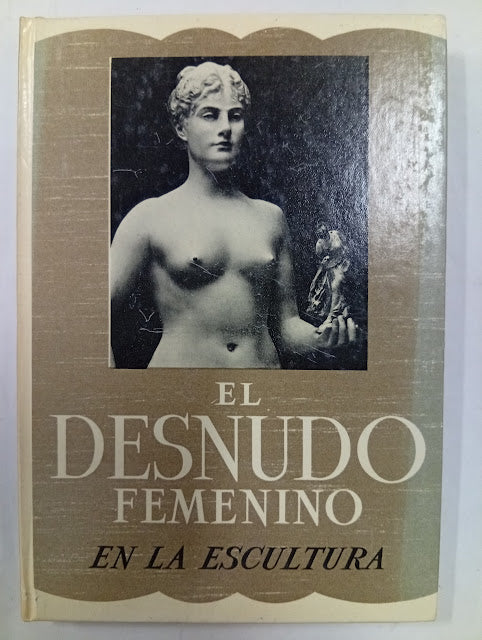 EL
DESNUDO
FEMENINO
EN LA ESCULTURA